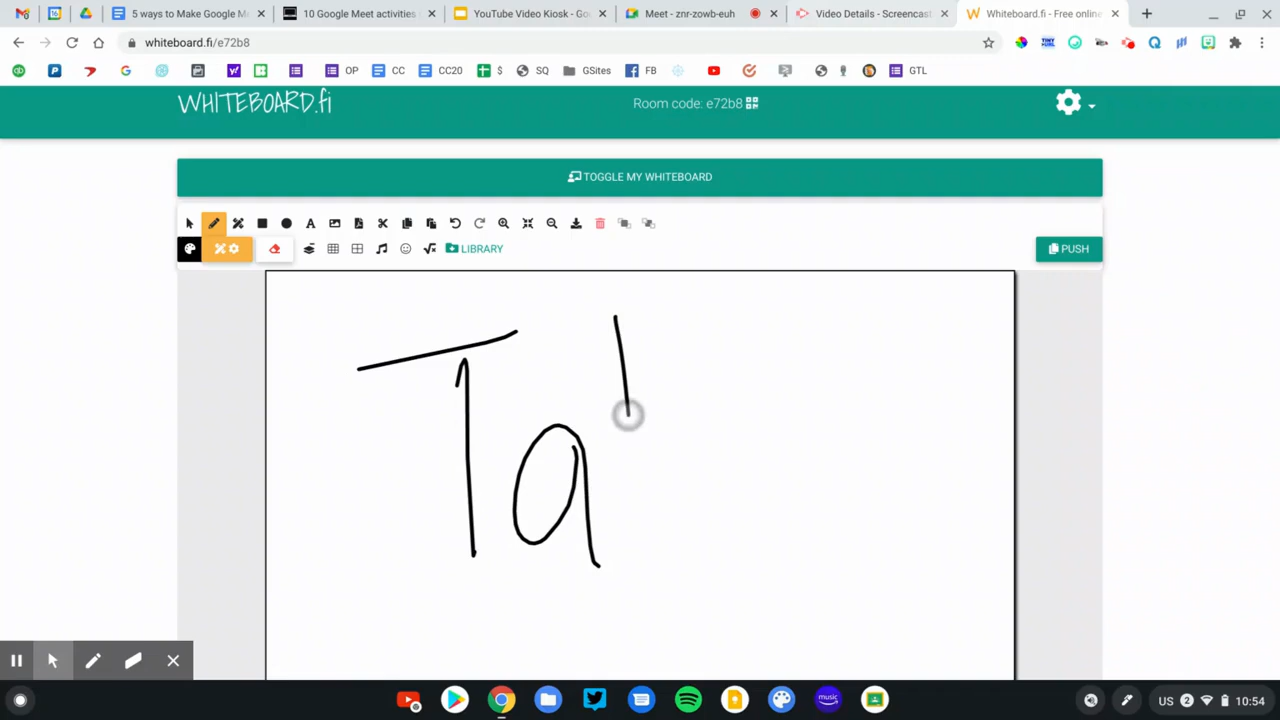 5 ways to Make Google M
10 Google Meet activities
YouTube Video Kiosk - Go
Meet - znr-zowb-euh
Video Details - Screencast
Whiteboard.fi - Free online
whiteboard.fi/e72b8
OP
CC
CC20
$
SQ
GSites
FB
GTL
WHITEBOARD.fi
Room code: e72b8
TOGGLE MY WHITEBOARD
LIBRARY
PUSH
Ta
US 2 10:54